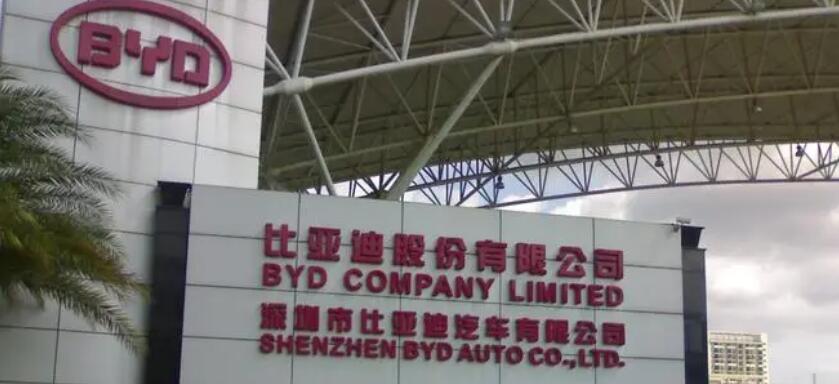 BYD
比亚迪股份有限公司
BYD COMPANY LIMITED
深圳市比亚迪汽车有限公司
SHENZHEN BYD AUTO CO.,LTD.